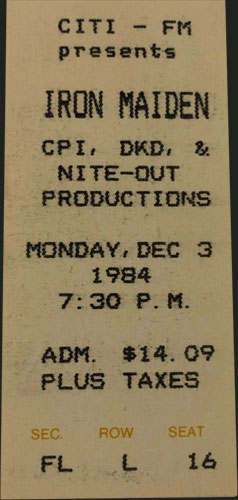 CITI - FM
presents
IRON MAIDEN
CPI, DKD, &
NITE-OUT
PRODUCTIONS
MONDAY, DEC 3
1984
7:30 P.M.
ADM. $14.09
PLUS TAXES
SEC. ROW SEAT
FL L 16